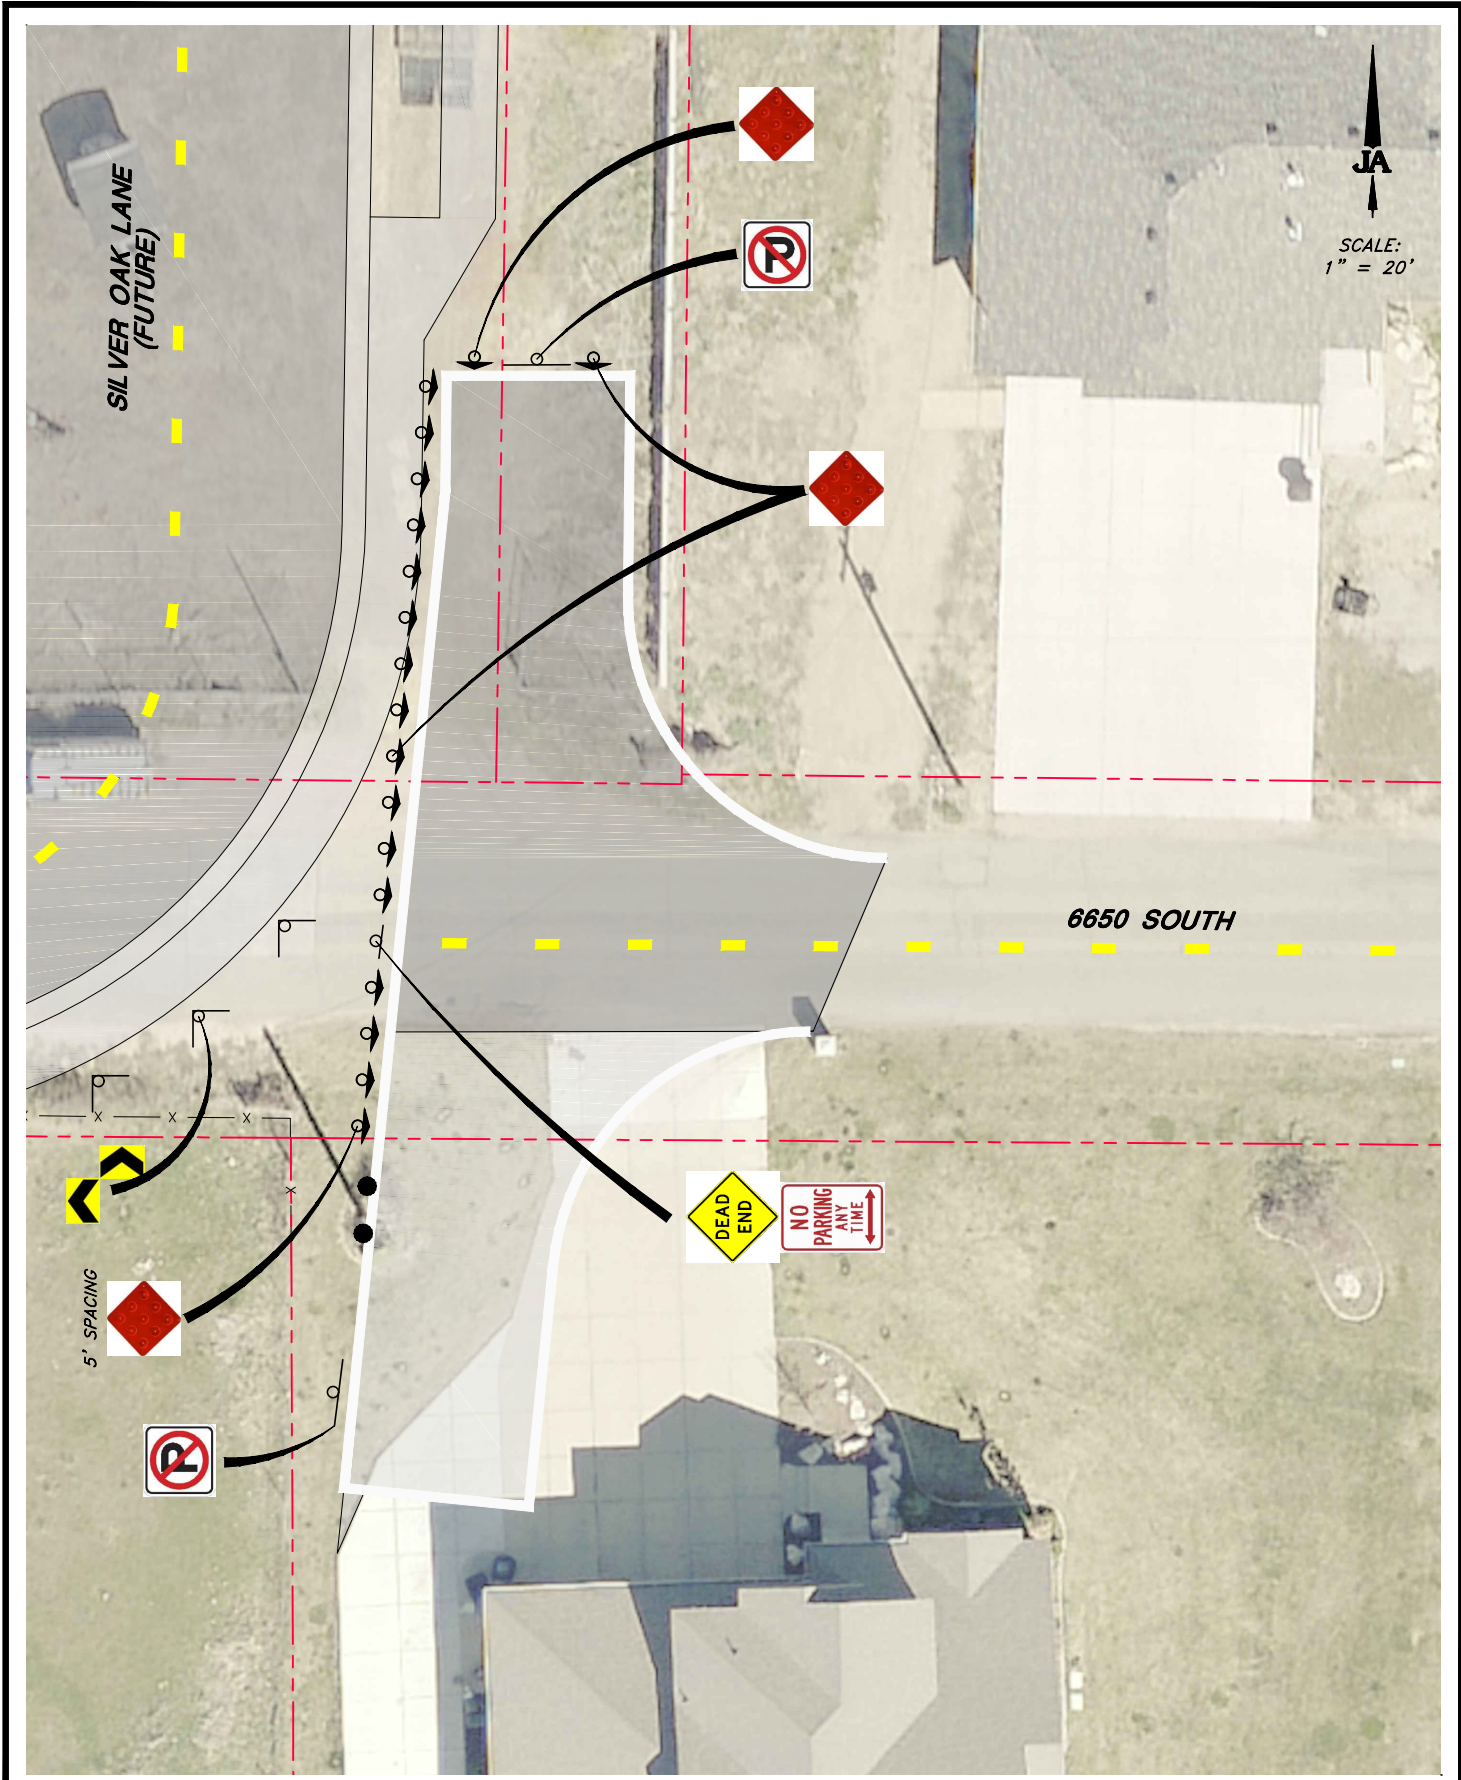 SILVER OAK LANE
(FUTURE)
P
JA
SCALE:
1" = 20'
6650 SOUTH
DEAD
END
NO
PARKING
ANY
TIME
5' SPACING
P